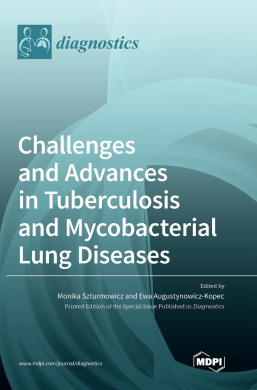 diagnostics
Challenges
and Advances
in Tuberculosis
and Mycobacterial
Lung Diseases
Edited by
Monika Szturmowicz and Ewa Augustynowicz-Kopec
Printed Edition of the Special Issue Published in Diagnostics
www.mdpi.com/journal/diagnostics
MDPI